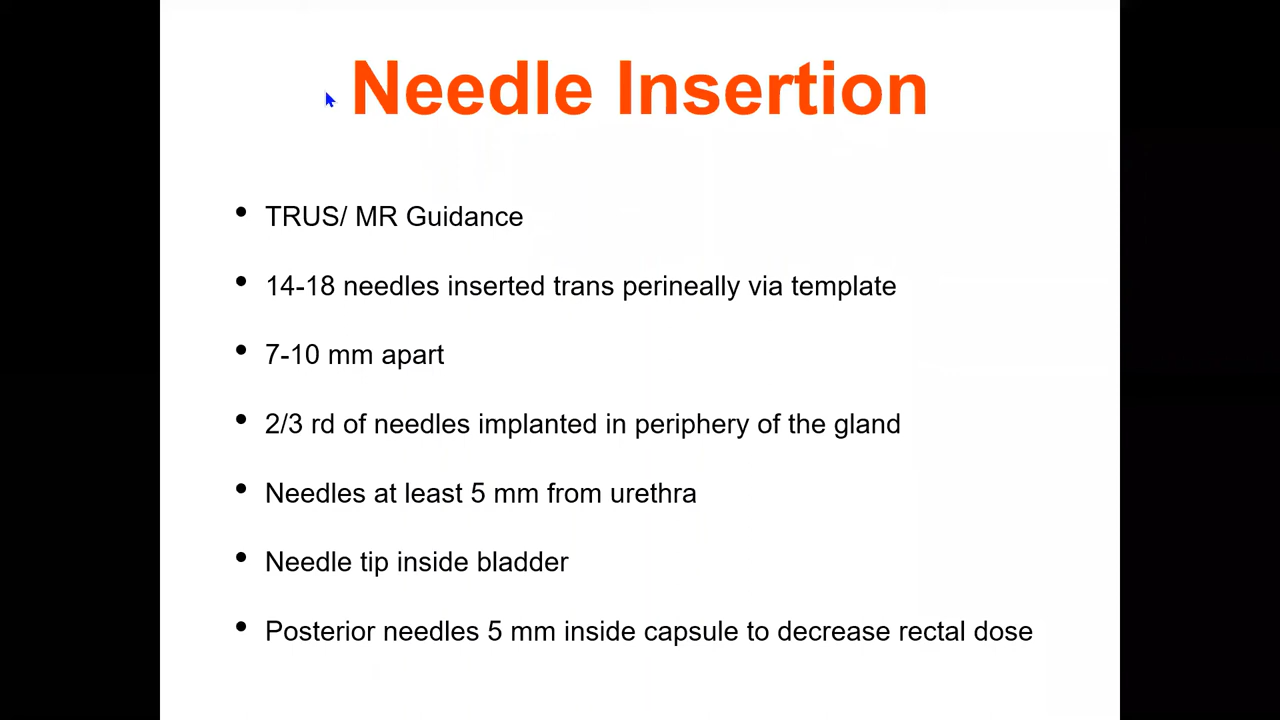 Needle Insertion
• TRUS/ MR Guidance
• 14-18 needles inserted trans perineally via template
• 7-10 mm apart
• 2/3 rd of needles implanted in periphery of the gland
• Needles at least 5 mm from urethra
• Needle tip inside bladder
• Posterior needles 5 mm inside capsule to decrease rectal dose